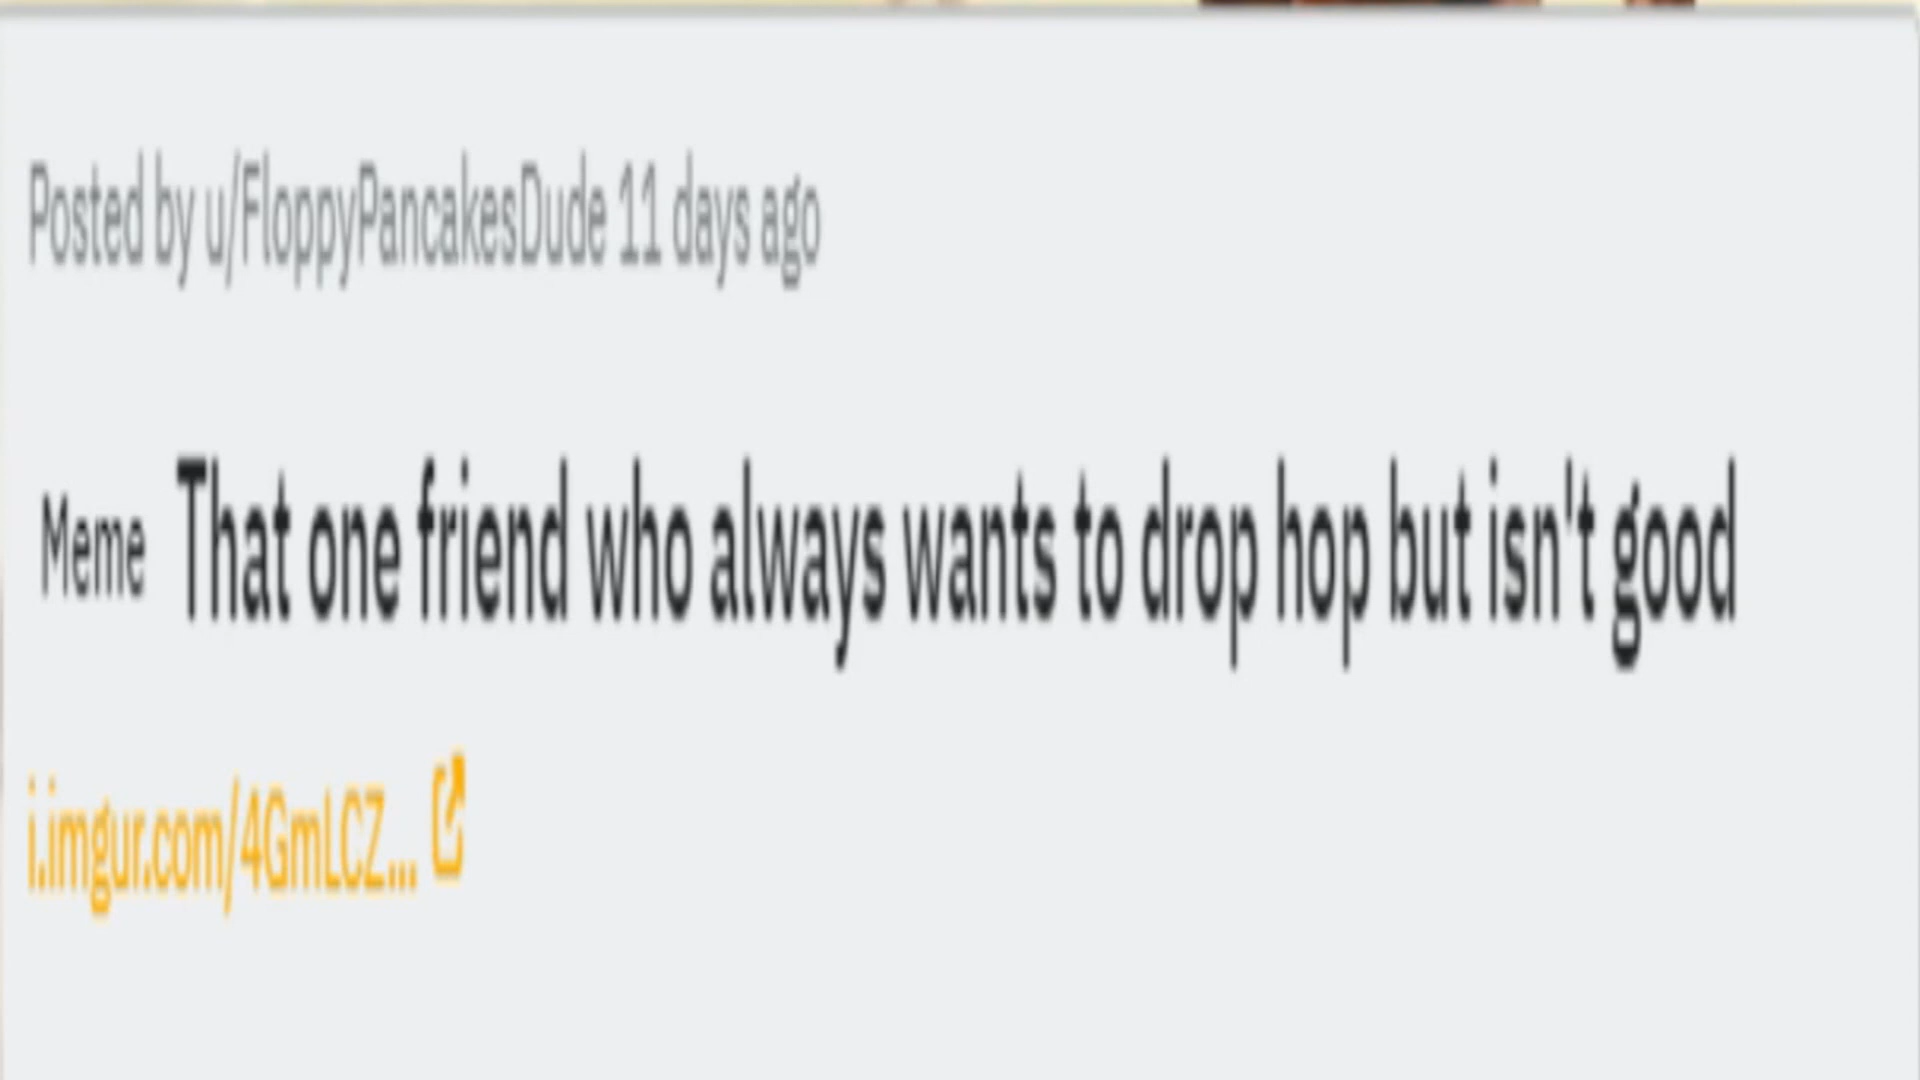 Posted by u/FloppyPancakesDude 11 days ago
Meme That one friend who always wants to drop hop but isn't good
i.imgur.com/4GmLCZ...